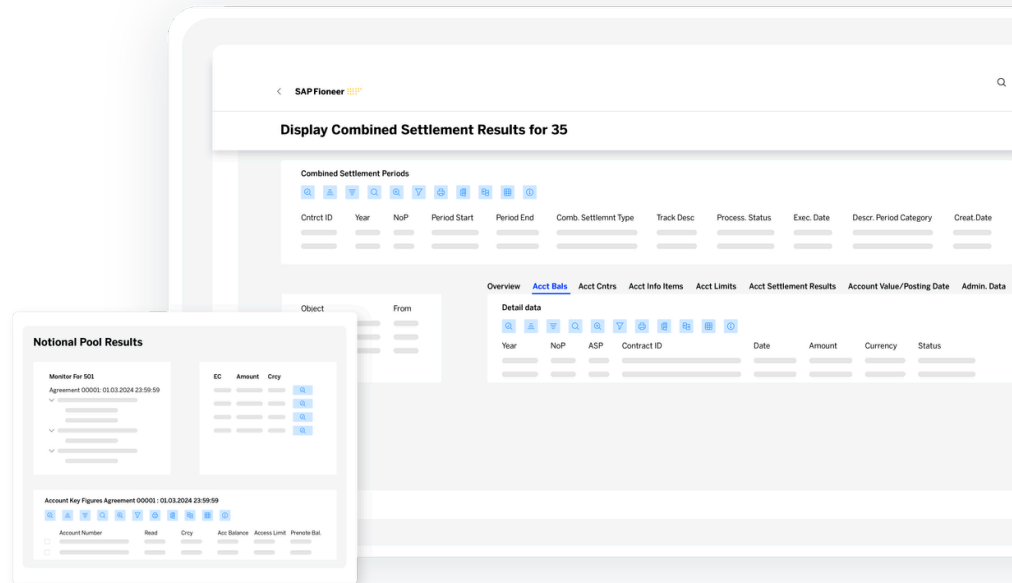 SAP Fioneer
Display Combined Settlement Results for 35
Combined Settlement Periods
Cntrct ID Year NoP Period Start Period End Comb. Settlemnt Type Track Desc Process. Status Exec. Date Descr. Period Category Creat.Date
Overview Acct Bals Acct Cntrs Acct Info Items Acct Limits Acct Settlement Results Account Value/Posting Date Admin. Data
Object From
Detail data
Year NoP ASP Contract ID Date Amount Currency Status
Notional Pool Results
Monitor For 501
Agreement 00001: 01.03.2024 23:59:59
EC Amount Crcy
Account Key Figures Agreement 00001 : 01.03.2024 23:59:59
Account Number Read Crcy Acc Balance Access Limit Prenote Bal.